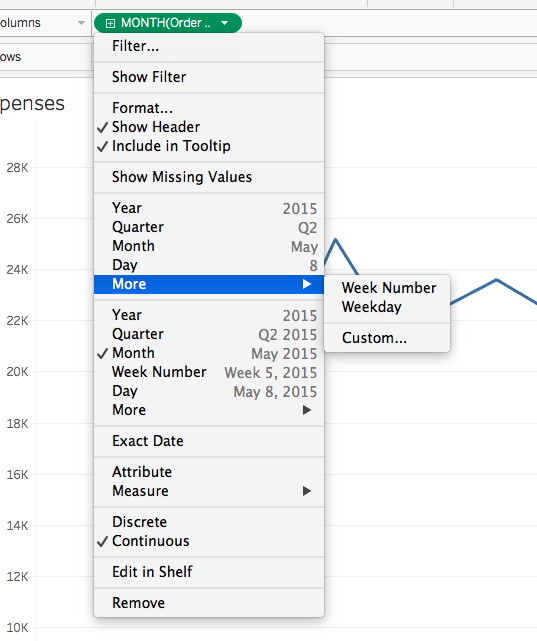 olumns
MONTH(Order ..
ows
penses
Filter...
Show Filter
Format...
Show Header
Include in Tooltip
Show Missing Values
Year 2015
Quarter Q2
Month May
Day 8
More
Week Number
Weekday
Custom...
Year 2015
Quarter Q2 2015
Month May 2015
Week Number Week 5, 2015
Day May 8, 2015
More
Exact Date
Attribute
Measure
Discrete
Continuous
Edit in Shelf
Remove
28K
26K
24K
22K
20K
18K
16K
14K
12K
10K